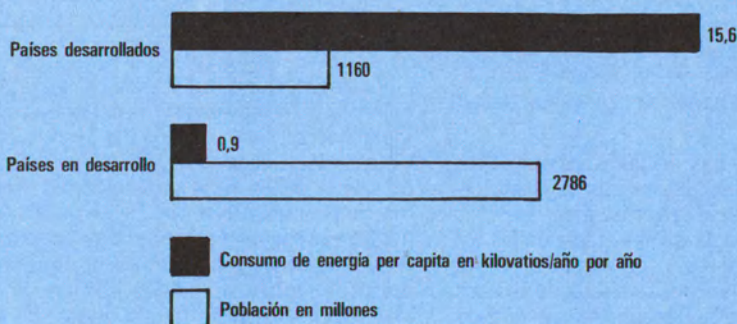 Países desarrollados
15,6
1160
Países en desarrollo
0,9
2786
Consumo de energía per capita en kilovatios/año por año
Población en millones